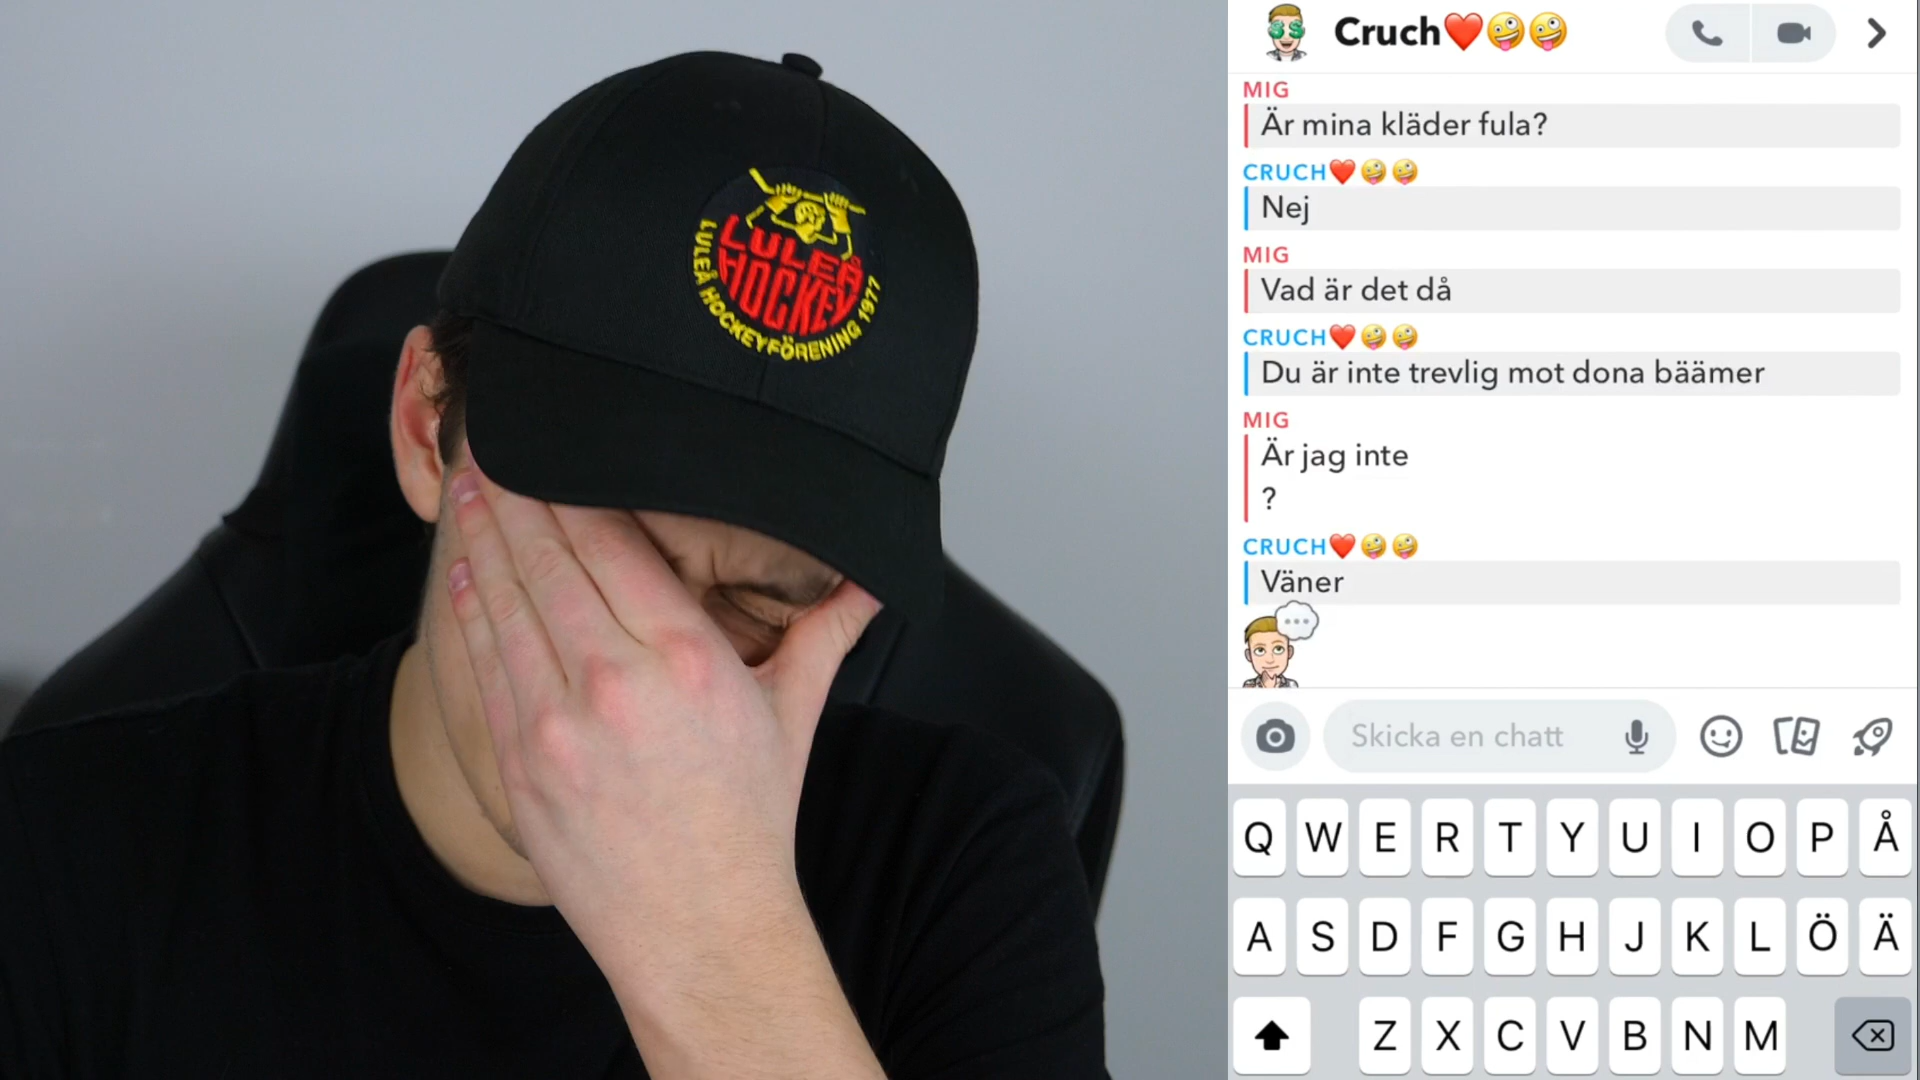 LULEÅ
HOCKEY
LULEÅ HOCKEYFÖRENING 1977
Cruch❤️🤪🤪
MIG
Är mina kläder fula?
CRUCH❤️🤪🤪
Nej
MIG
Vad är det då
CRUCH❤️🤪🤪
Du är inte trevlig mot dona bäämer
MIG
Är jag inte
?
CRUCH❤️🤪🤪
Väner
Skicka en chatt
Q W E R T Y U I O P Å
A S D F G H J K L Ö Ä
Z X C V B N M